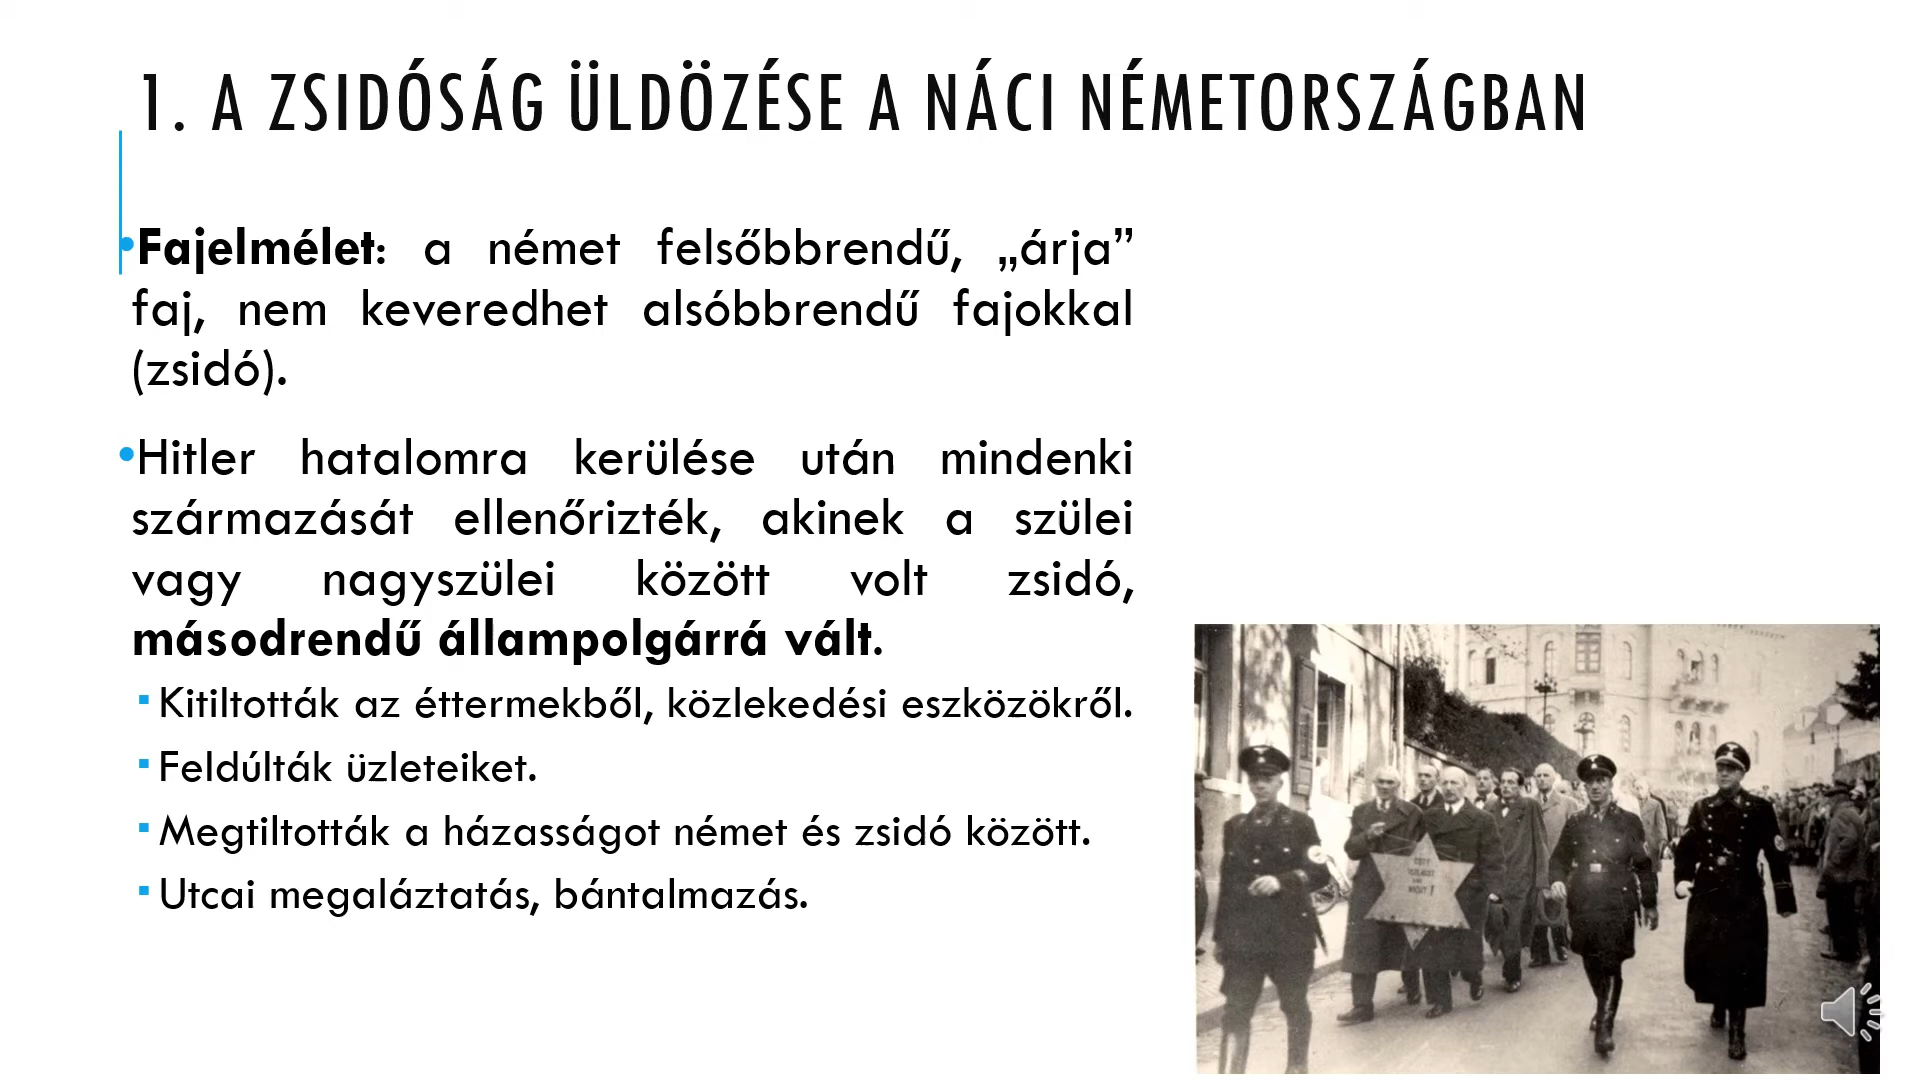 1. A ZSIDÓSÁG ÜLDÖZÉSE A NÁCI NÉMETORSZÁGBAN
•Fajelmélet: a német felsőbbrendű, „árja”
faj, nem keveredhet alsóbbrendű fajokkal
(zsidó).
•Hitler hatalomra kerülése után mindenki
származását ellenőrizték, akinek a szülei
vagy nagyszülei között volt zsidó,
másodrendű állampolgárrá vált.
▪Kitiltották az éttermekből, közlekedési eszközökről.
▪Feldúlták üzleteiket.
▪Megtiltották a házasságot német és zsidó között.
▪Utcai megaláztatás, bántalmazás.